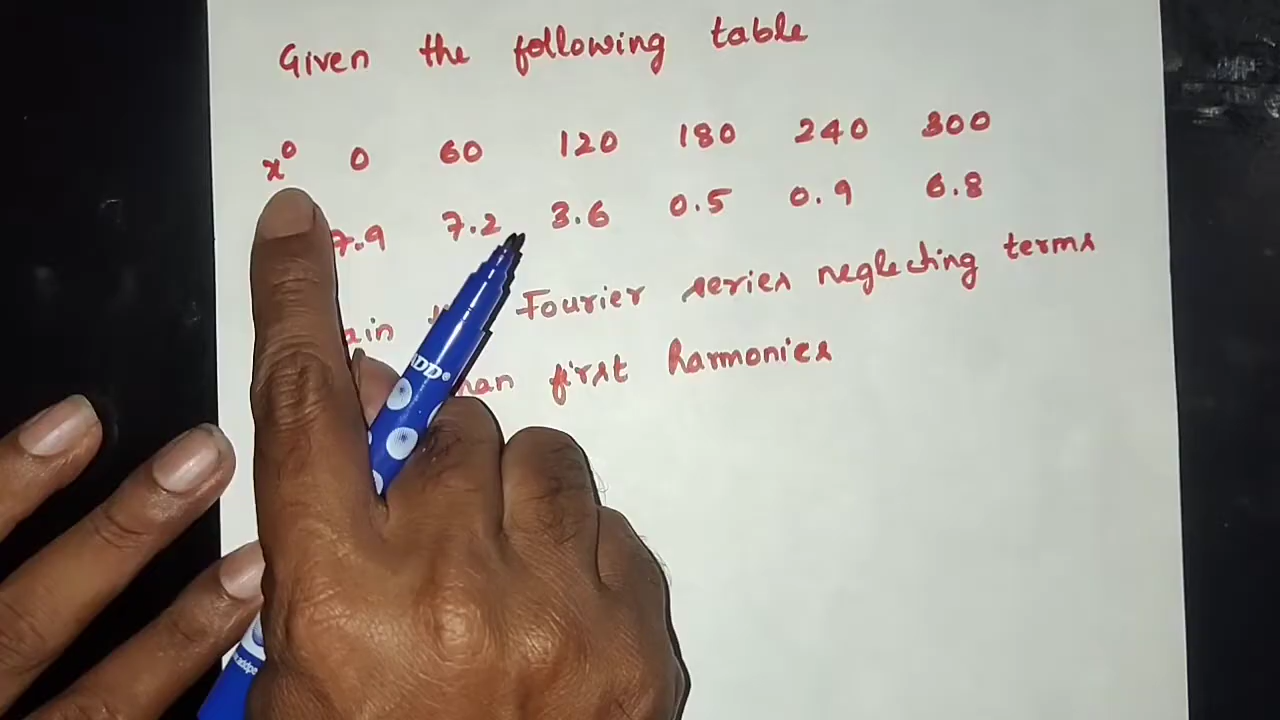 Given the following table
x° 0 60 120 180 240 300
7.9 7.2 3.6 0.5 0.9 6.8
Fourier series neglecting terms
first harmonics